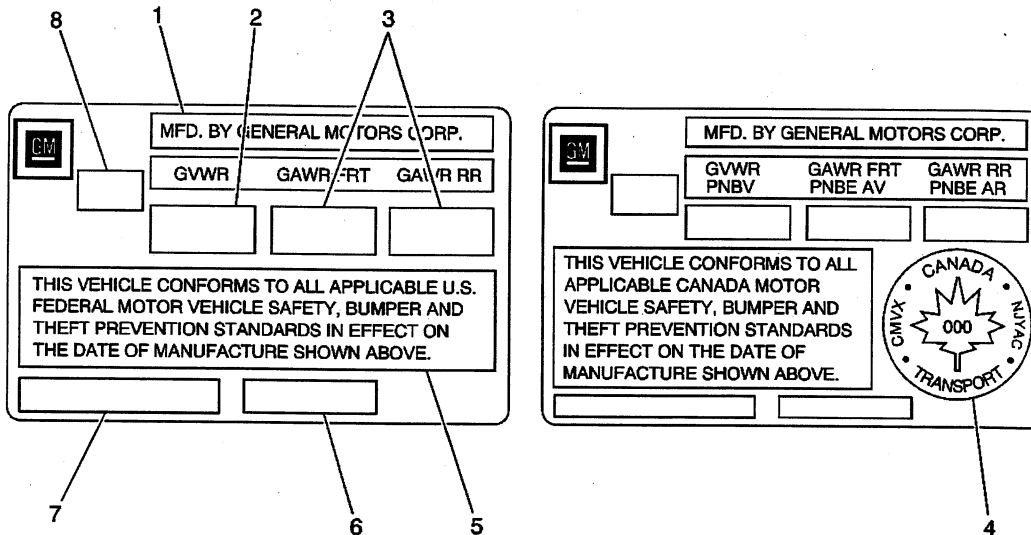 8
1
2
3
GM
MFD. BY GENERAL MOTORS CORP.
GVWR GAWR FRT GAWR RR
THIS VEHICLE CONFORMS TO ALL APPLICABLE U.S.
FEDERAL MOTOR VEHICLE SAFETY, BUMPER AND
THEFT PREVENTION STANDARDS IN EFFECT ON
THE DATE OF MANUFACTURE SHOWN ABOVE.
7
6
5
GM
MFD. BY GENERAL MOTORS CORP.
GVWR GAWR FRT GAWR RR
PNBV PNBE AV PNBE AR
THIS VEHICLE CONFORMS TO ALL
APPLICABLE CANADA MOTOR
VEHICLE SAFETY, BUMPER AND
THEFT PREVENTION STANDARDS
IN EFFECT ON THE DATE OF
MANUFACTURE SHOWN ABOVE.
CANADA
CMVX
000
NJYAC
TRANSPORT
4